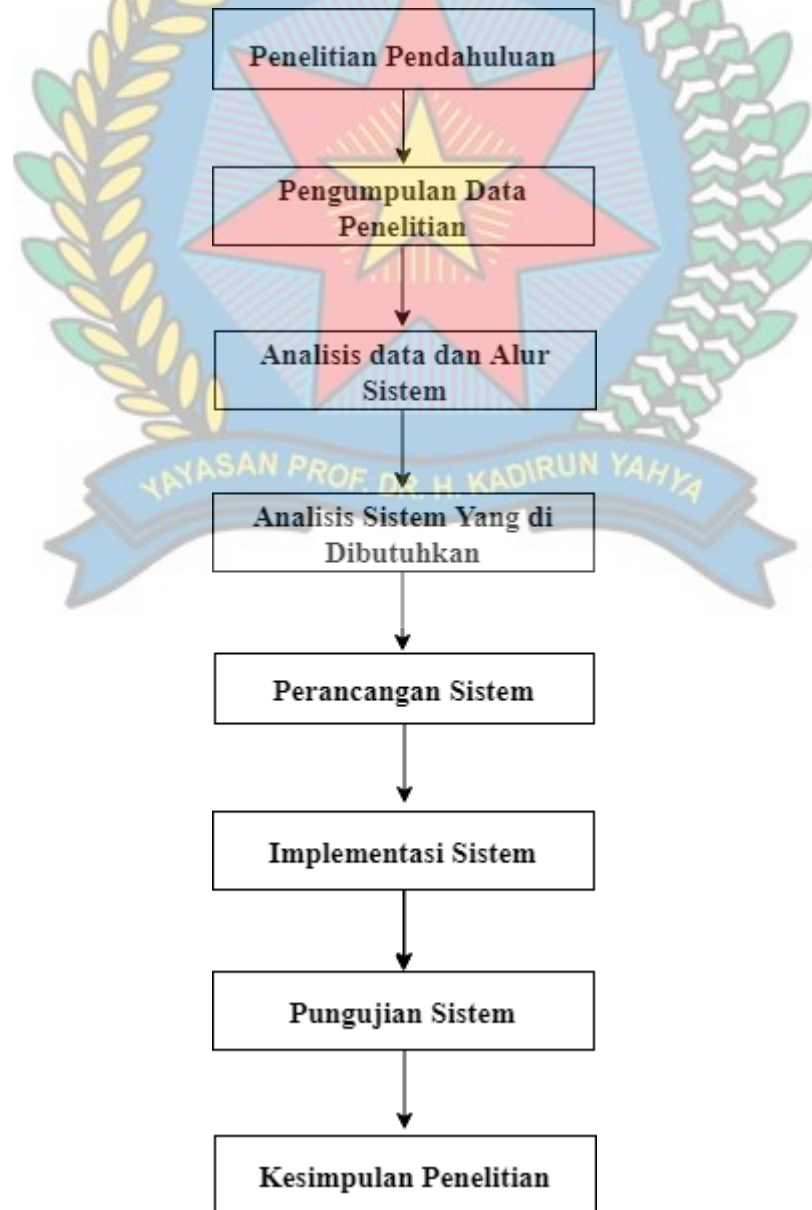 Penelitian Pendahuluan
Pengumpulan Data
Penelitian
Analisis data dan Alur
Sistem
YAYASAN PROF. DR. H. KADIRUN YAHYA
Analisis Sistem Yang di
Dibutuhkan
Perancangan Sistem
Implementasi Sistem
Pungujian Sistem
Kesimpulan Penelitian